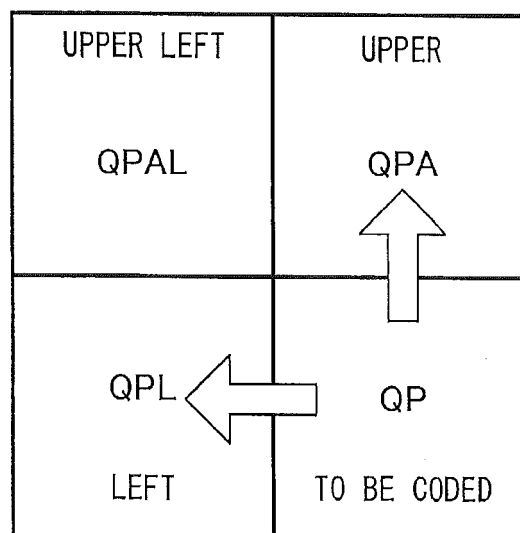 UPPER LEFT
UPPER
QPAL
QPA
QPL
QP
LEFT
TO BE CODED